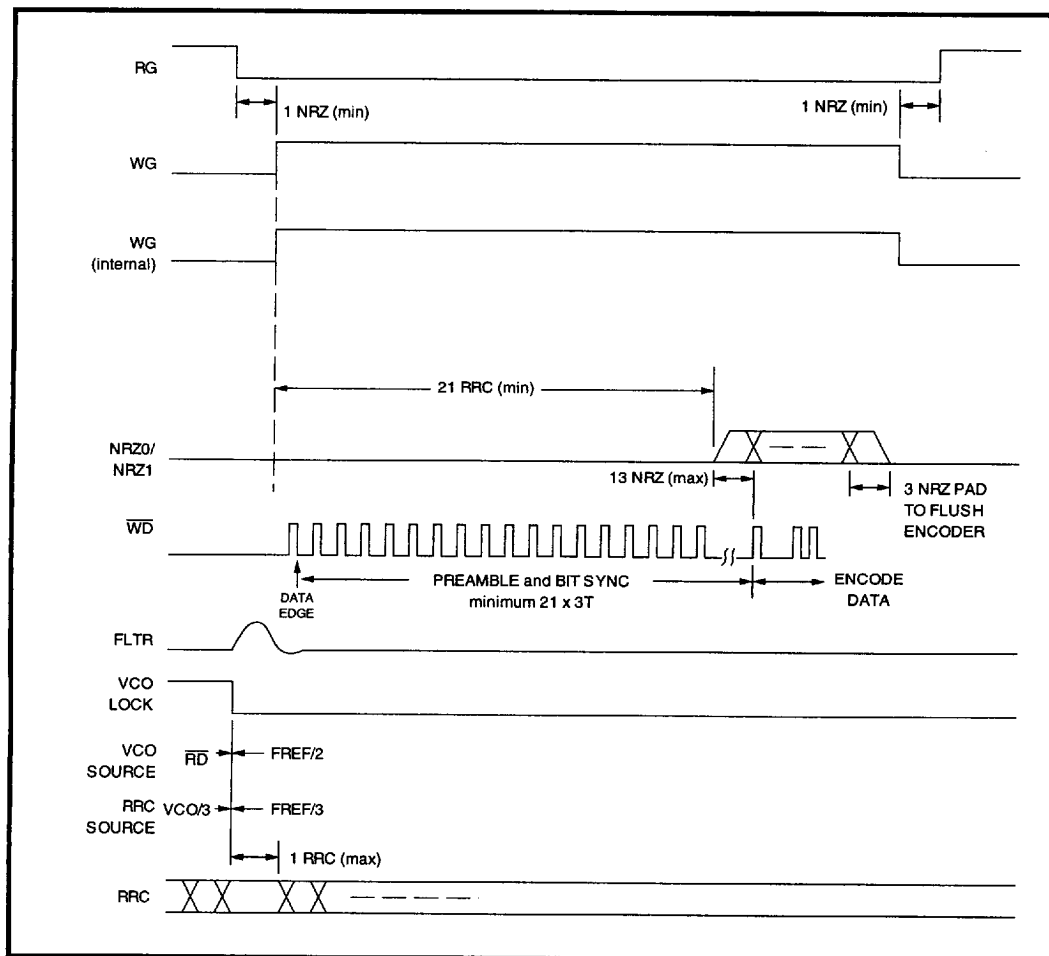 RG
1 NRZ (min)
1 NRZ (min)
WG
WG
(internal)
21 RRC (min)
NRZ0/
NRZ1
13 NRZ (max)
3 NRZ PAD
TO FLUSH
ENCODER
WD
DATA
EDGE
PREAMBLE and BIT SYNC
minimum 21 x 3T
ENCODE
DATA
FLTR
VCO
LOCK
VCO
SOURCE
RD
FREF/2
RRC
SOURCE
VCO/3
FREF/3
1 RRC (max)
RRC